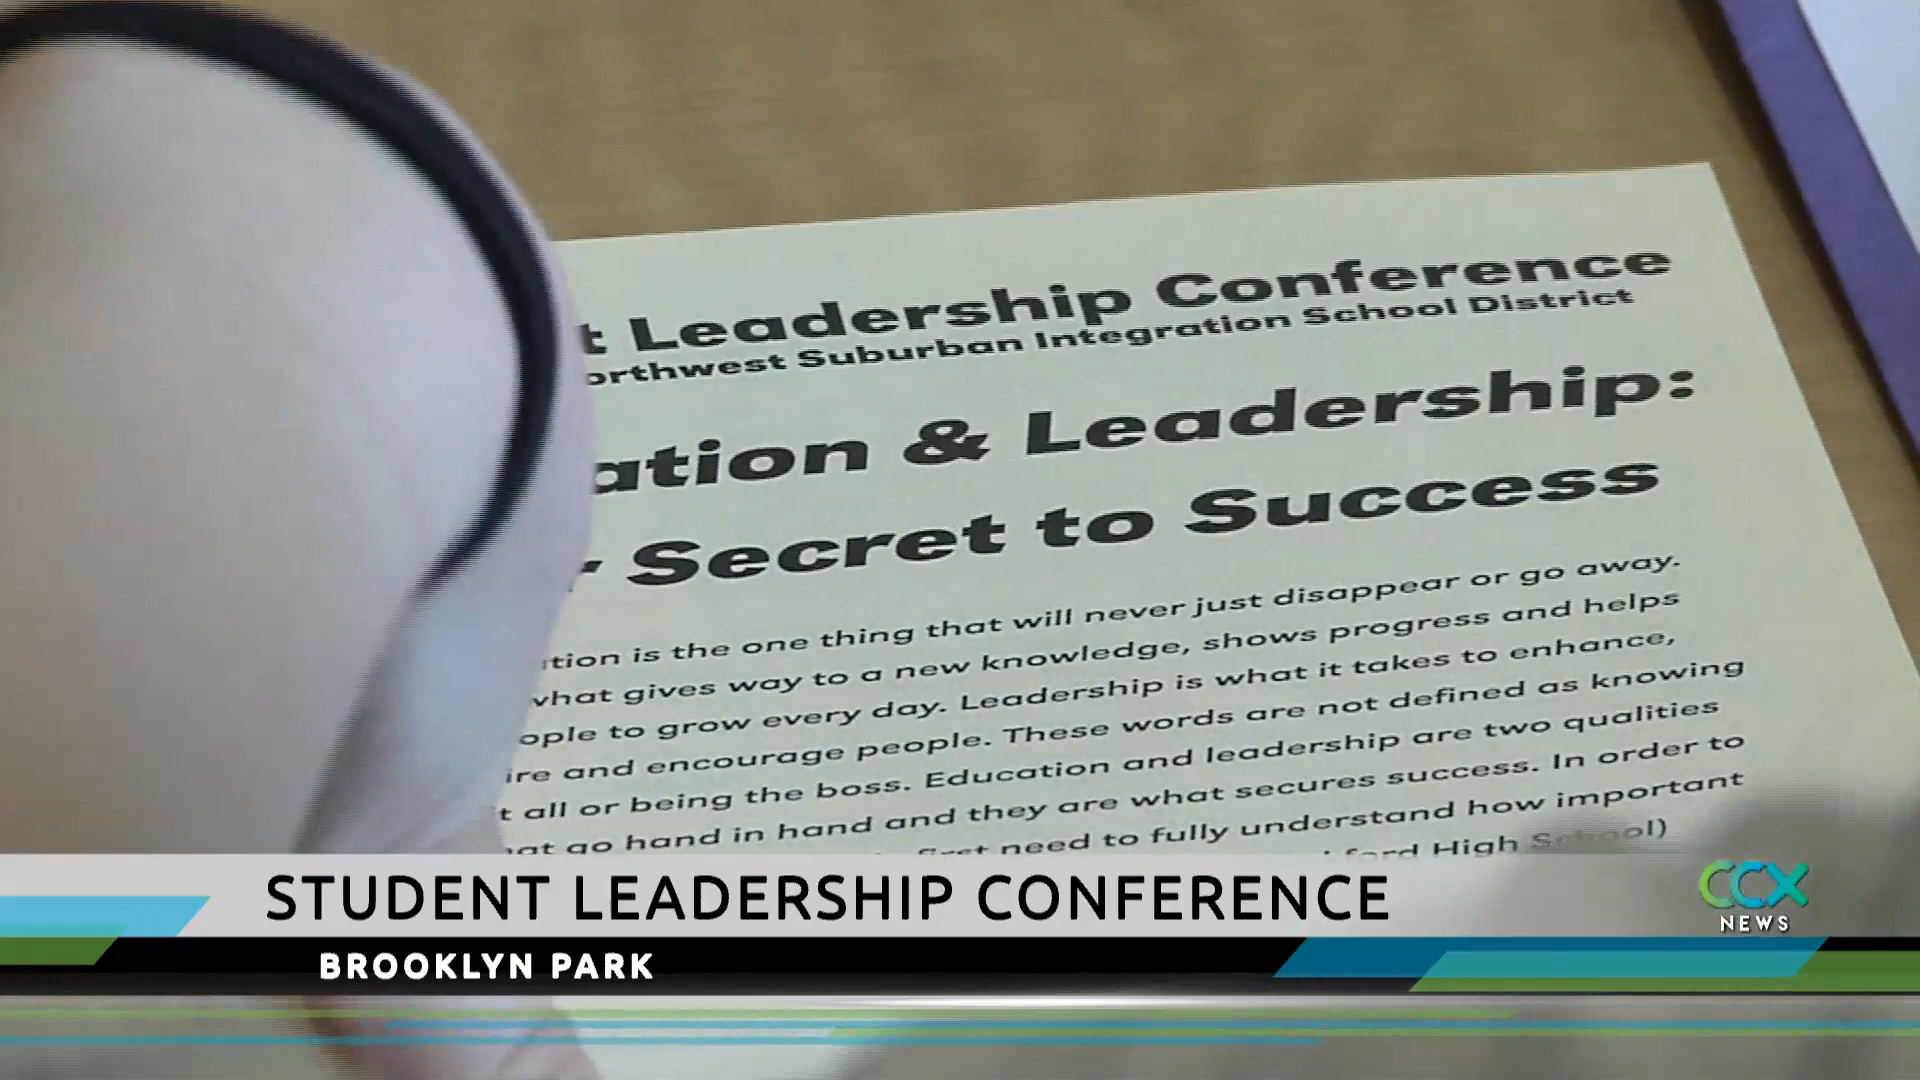 t Leadership Conference
orthwest Suburban Integration School District
ation & Leadership:
r Secret to Success
tion is the one thing that will never just disappear or go away.
what gives way to a new knowledge, shows progress and helps
ople to grow every day. Leadership is what it takes to enhance,
ire and encourage people. These words are not defined as knowing
t all or being the boss. Education and leadership are two qualities
at go hand in hand and they are what secures success. In order to
first need to fully understand how important
ford High School)
STUDENT LEADERSHIP CONFERENCE
CCX
NEWS
BROOKLYN PARK